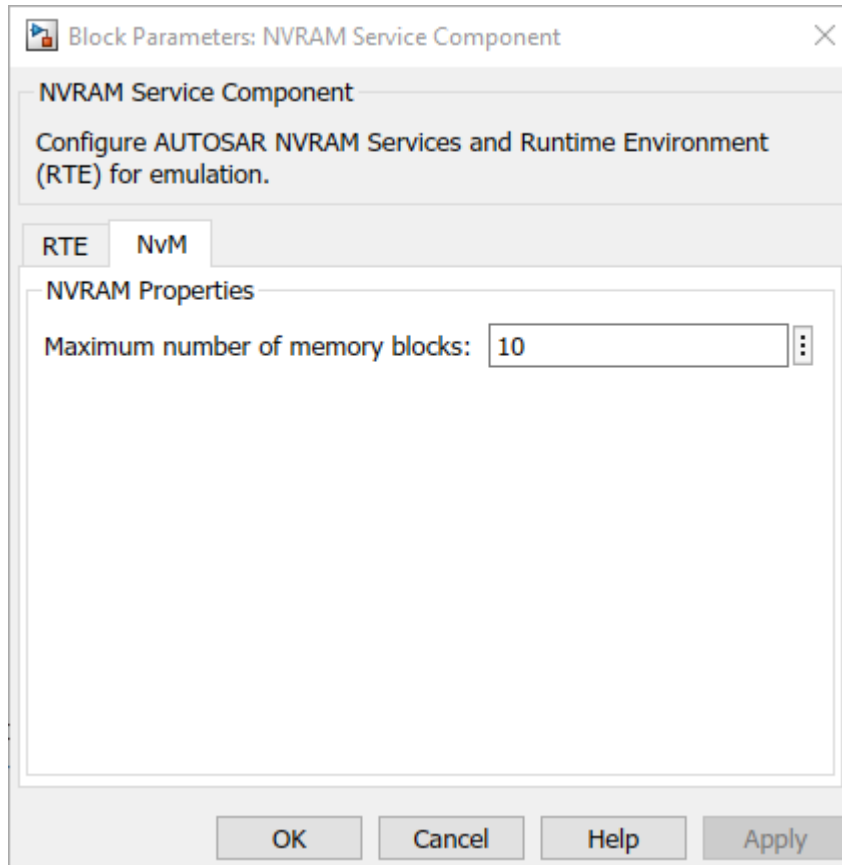 Block Parameters: NVRAM Service Component
NVRAM Service Component
Configure AUTOSAR NVRAM Services and Runtime Environment
(RTE) for emulation.
RTE NvM
NVRAM Properties
Maximum number of memory blocks: 10
OK Cancel Help Apply